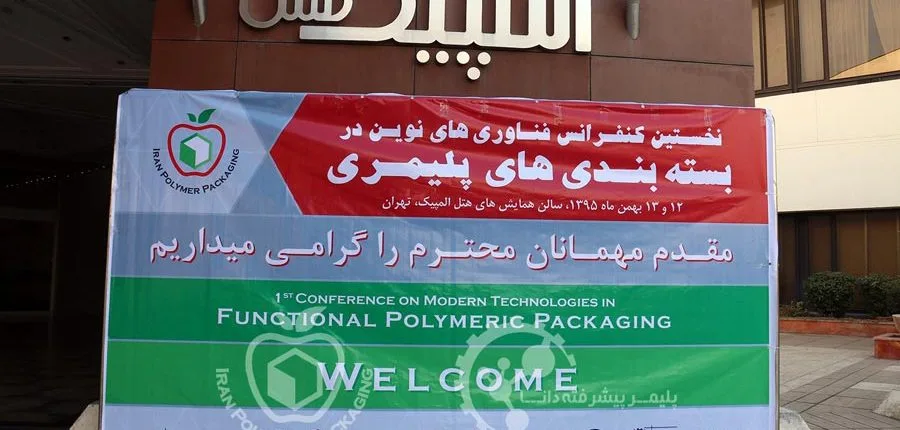 المپیک
IRAN POLYMER PACKAGING
نخستین کنفرانس فناوری های نوین در
بسته بندی های پلیمری
۱۲ و ۱۳ بهمن ماه ۱۳۹۵، سالن همایش های هتل المپیک، تهران
مقدم مهمانان محترم را گرامی میداریم
1ST CONFERENCE ON MODERN TECHNOLOGIES IN
FUNCTIONAL POLYMERIC PACKAGING
WELCOME
IRAN POLYMER PACKAGING
پلیمر پیشرفته دانا